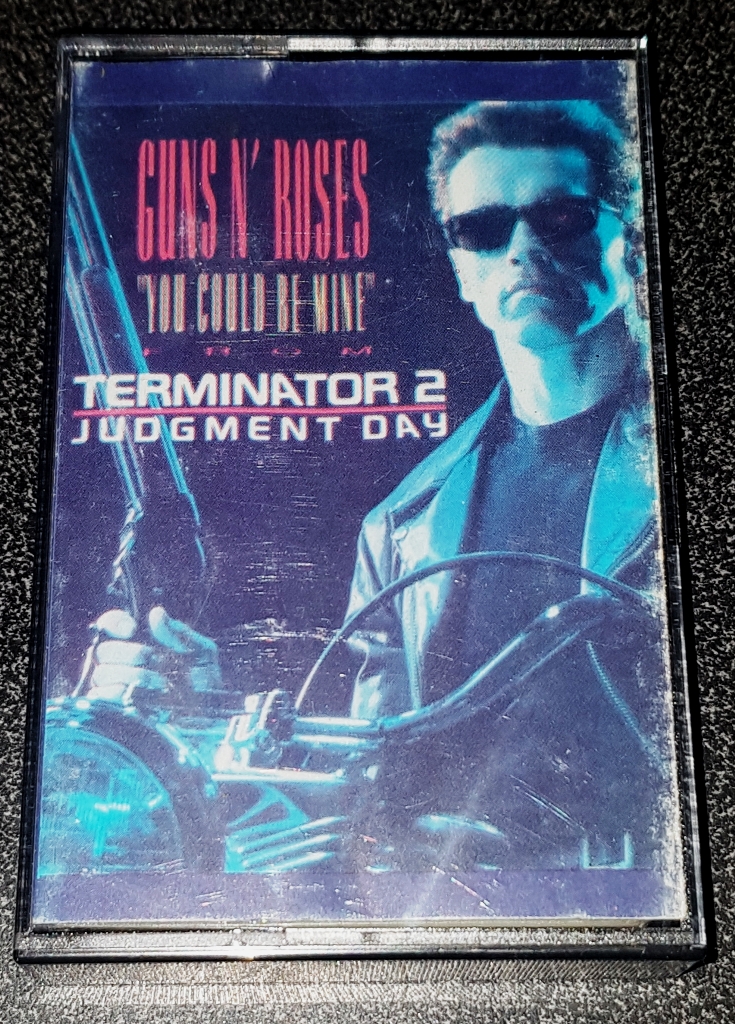 GUNS N' ROSES
"YOU COULD BE MINE"
FROM
TERMINATOR 2
JUDGMENT DAY